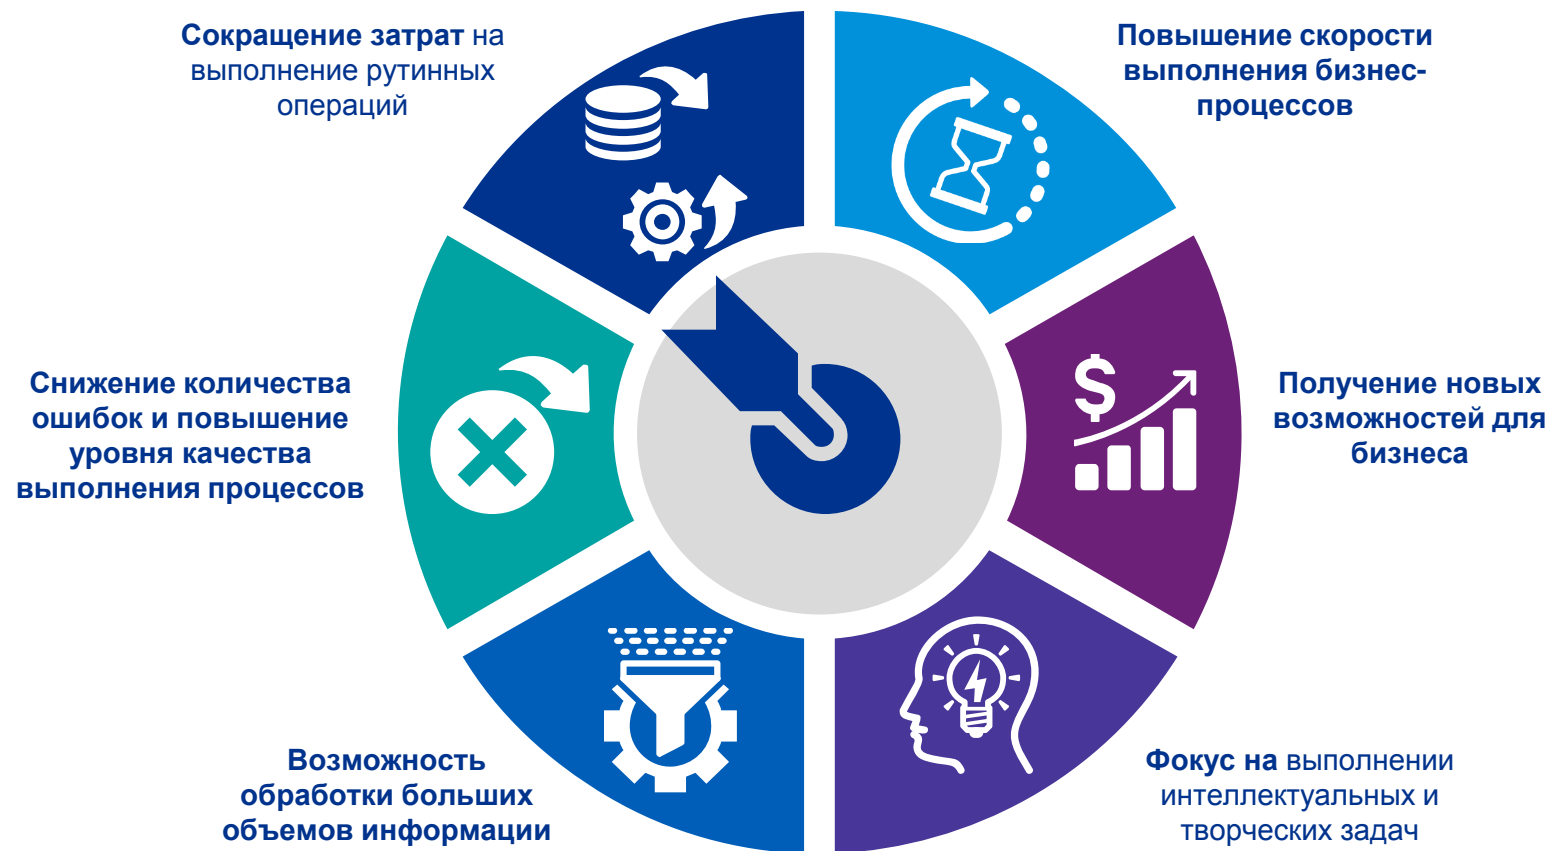 Сокращение затрат на
выполнение рутинных
операций
Повышение скорости
выполнения бизнес-
процессов
Снижение количества
ошибок и повышение
уровня качества
выполнения процессов
$
Получение новых
возможностей для
бизнеса
Возможность
обработки больших
объемов информации
Фокус на выполнении
интеллектуальных и
творческих задач